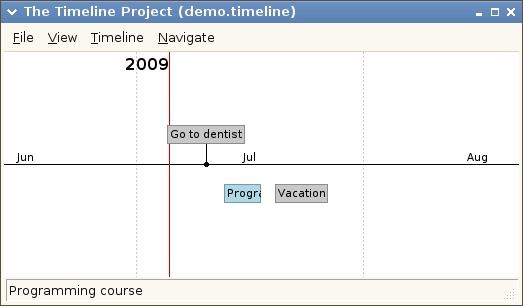 The Timeline Project (demo.timeline)
File View Timeline Navigate
2009
Go to dentist
Jun Jul Aug
Progra Vacation
Programming course